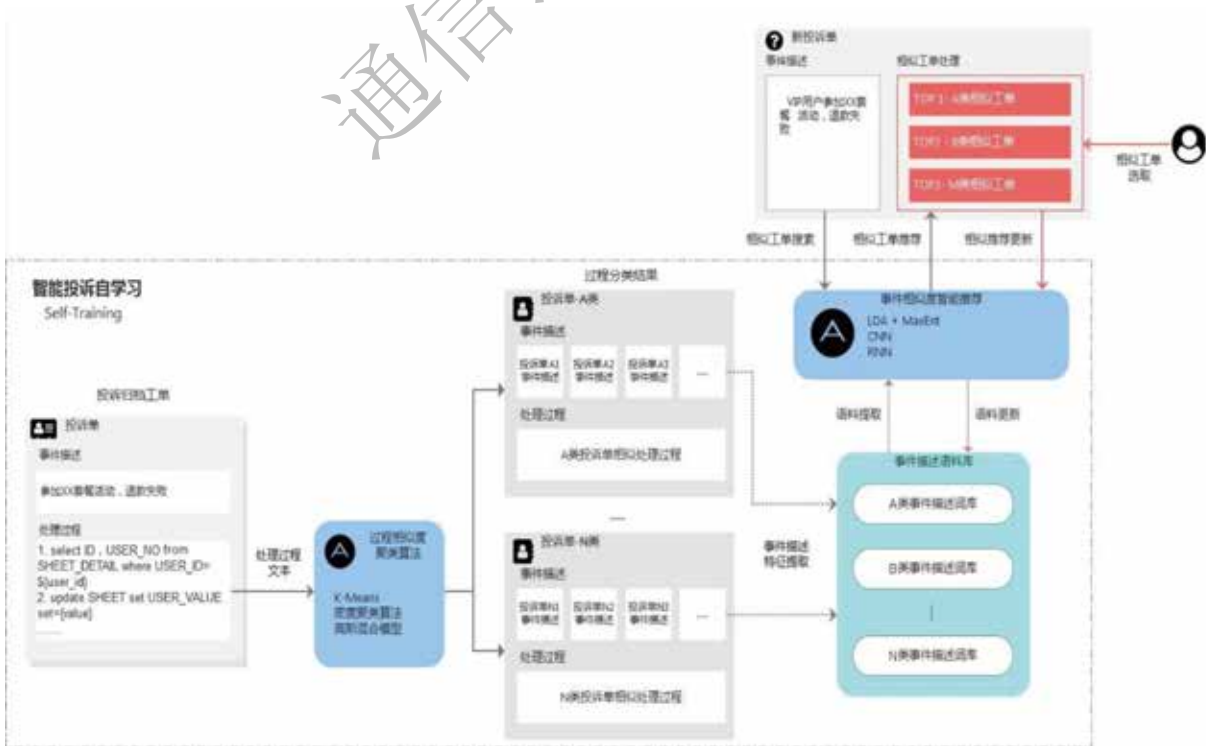 通信
新投诉单
事件描述
相似工单处理
VIP用户参加XX套
餐 活动，退款失
败
TOP1- A类相似工单
TOP2 - B类相似工单
TOP3- M类相似工单
相似工单
选取
相似工单搜索
相似工单推荐
相似推荐更新
智能投诉自学习
Self-Training
过程分类结果
投诉单-A类
事件描述
投诉单A1
事件描述
投诉单A2
事件描述
投诉单A3
事件描述
....
处理过程
A类投诉单相似处理过程
事件相似度智能推荐
LDA + MaxEnt
CNN
RNN
投诉归档工单
投诉单
事件描述
参加XX套餐活动，退款失败
处理过程
1. select ID , USER_NO from
SHEET_DETAIL where USER_ID=
${user_id}
2. update SHEET set USER_VALUE
set={value}
......
处理过程
文本
过程相似度
聚类算法
K-Means
密度聚类算法
高斯混合模型
....
投诉单-N类
事件描述
投诉单N1
事件描述
投诉单N2
事件描述
投诉单N3
事件描述
....
处理过程
N类投诉单相似处理过程
事件描述
特征提取
语料提取
语料更新
事件描述语料库
A类事件描述词库
B类事件描述词库
N类事件描述词库